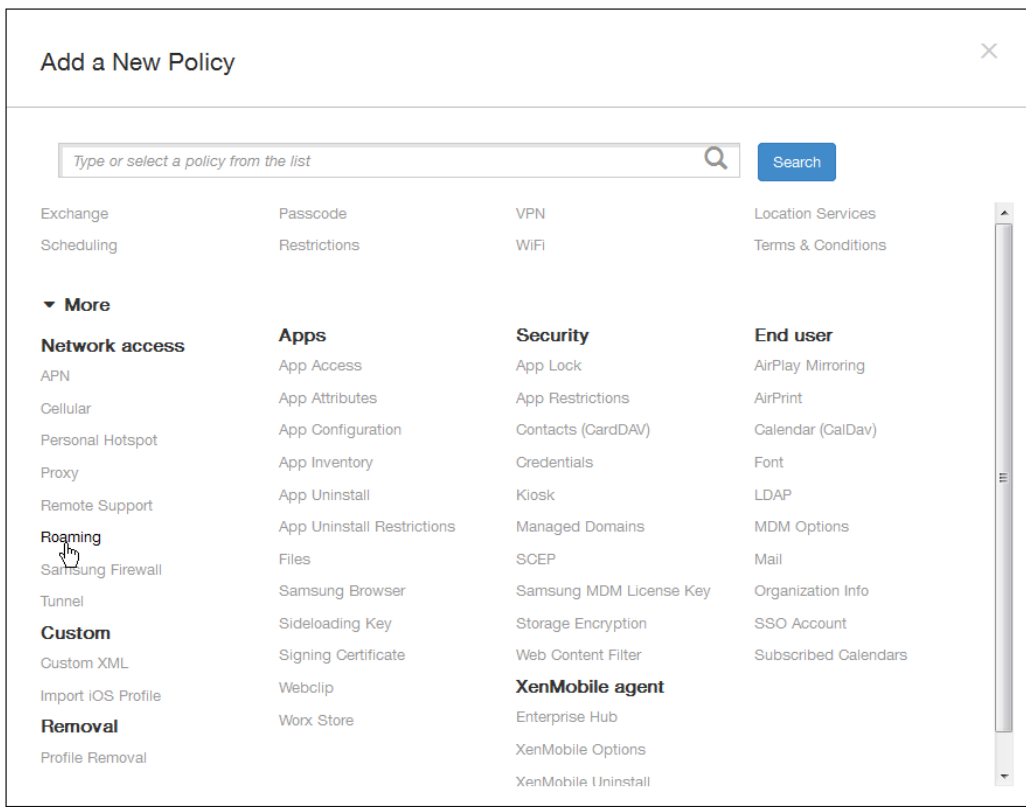 Add a New Policy
Type or select a policy from the list
Search
Exchange
Passcode
VPN
Location Services
Scheduling
Restrictions
WiFi
Terms & Conditions
More
Network access
APN
Cellular
Personal Hotspot
Proxy
Remote Support
Roaming
Samsung Firewall
Tunnel
Custom
Custom XML
Import iOS Profile
Removal
Profile Removal
Apps
App Access
App Attributes
App Configuration
App Inventory
App Uninstall
App Uninstall Restrictions
Files
Samsung Browser
Sideloading Key
Signing Certificate
Webclip
Worx Store
Security
App Lock
App Restrictions
Contacts (CardDAV)
Credentials
Kiosk
Managed Domains
SCEP
Samsung MDM License Key
Storage Encryption
Web Content Filter
XenMobile agent
Enterprise Hub
XenMobile Options
XenMobile Uninstall
End user
AirPlay Mirroring
AirPrint
Calendar (CalDav)
Font
LDAP
MDM Options
Mail
Organization Info
SSO Account
Subscribed Calendars